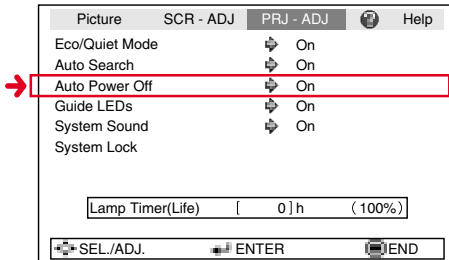 Picture SCR - ADJ PRJ - ADJ ? Help
Eco/Quiet Mode On
Auto Search On
Auto Power Off On
Guide LEDs On
System Sound On
System Lock
Lamp Timer(Life) [ 0 ] h (100%)
SEL./ADJ. ENTER END